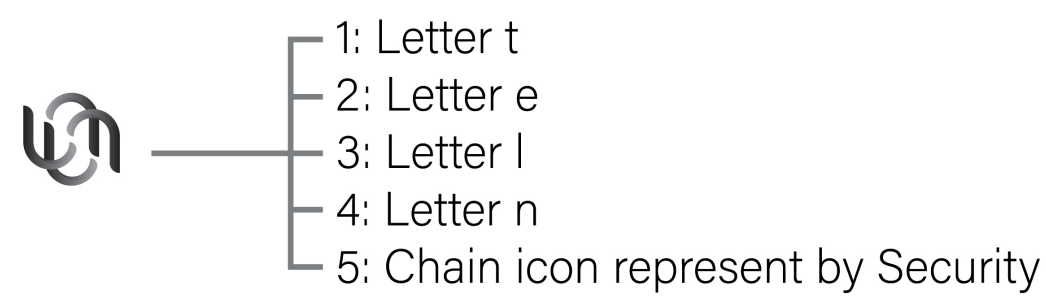 1: Letter t
2: Letter e
3: Letter l
4: Letter n
5: Chain icon represent by Security